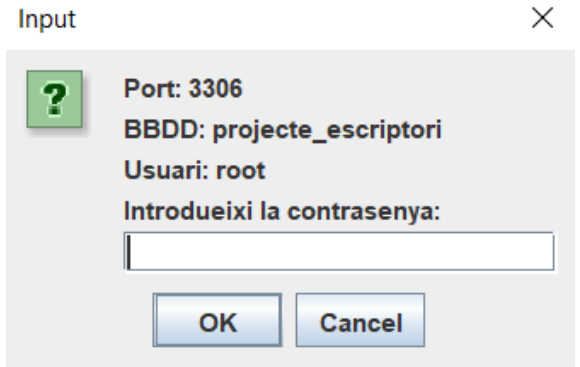 Input
Port: 3306
BBDD: projecte_escriptori
Usuari: root
Introdueixi la contrasenya:
OK Cancel